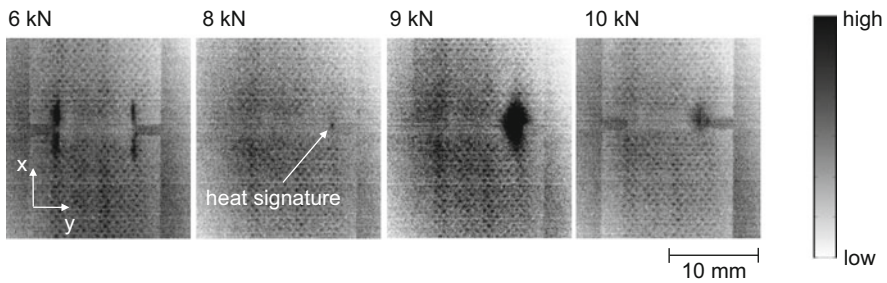 6 kN
8 kN
9 kN
10 kN
high
heat signature
x
y
low
10 mm